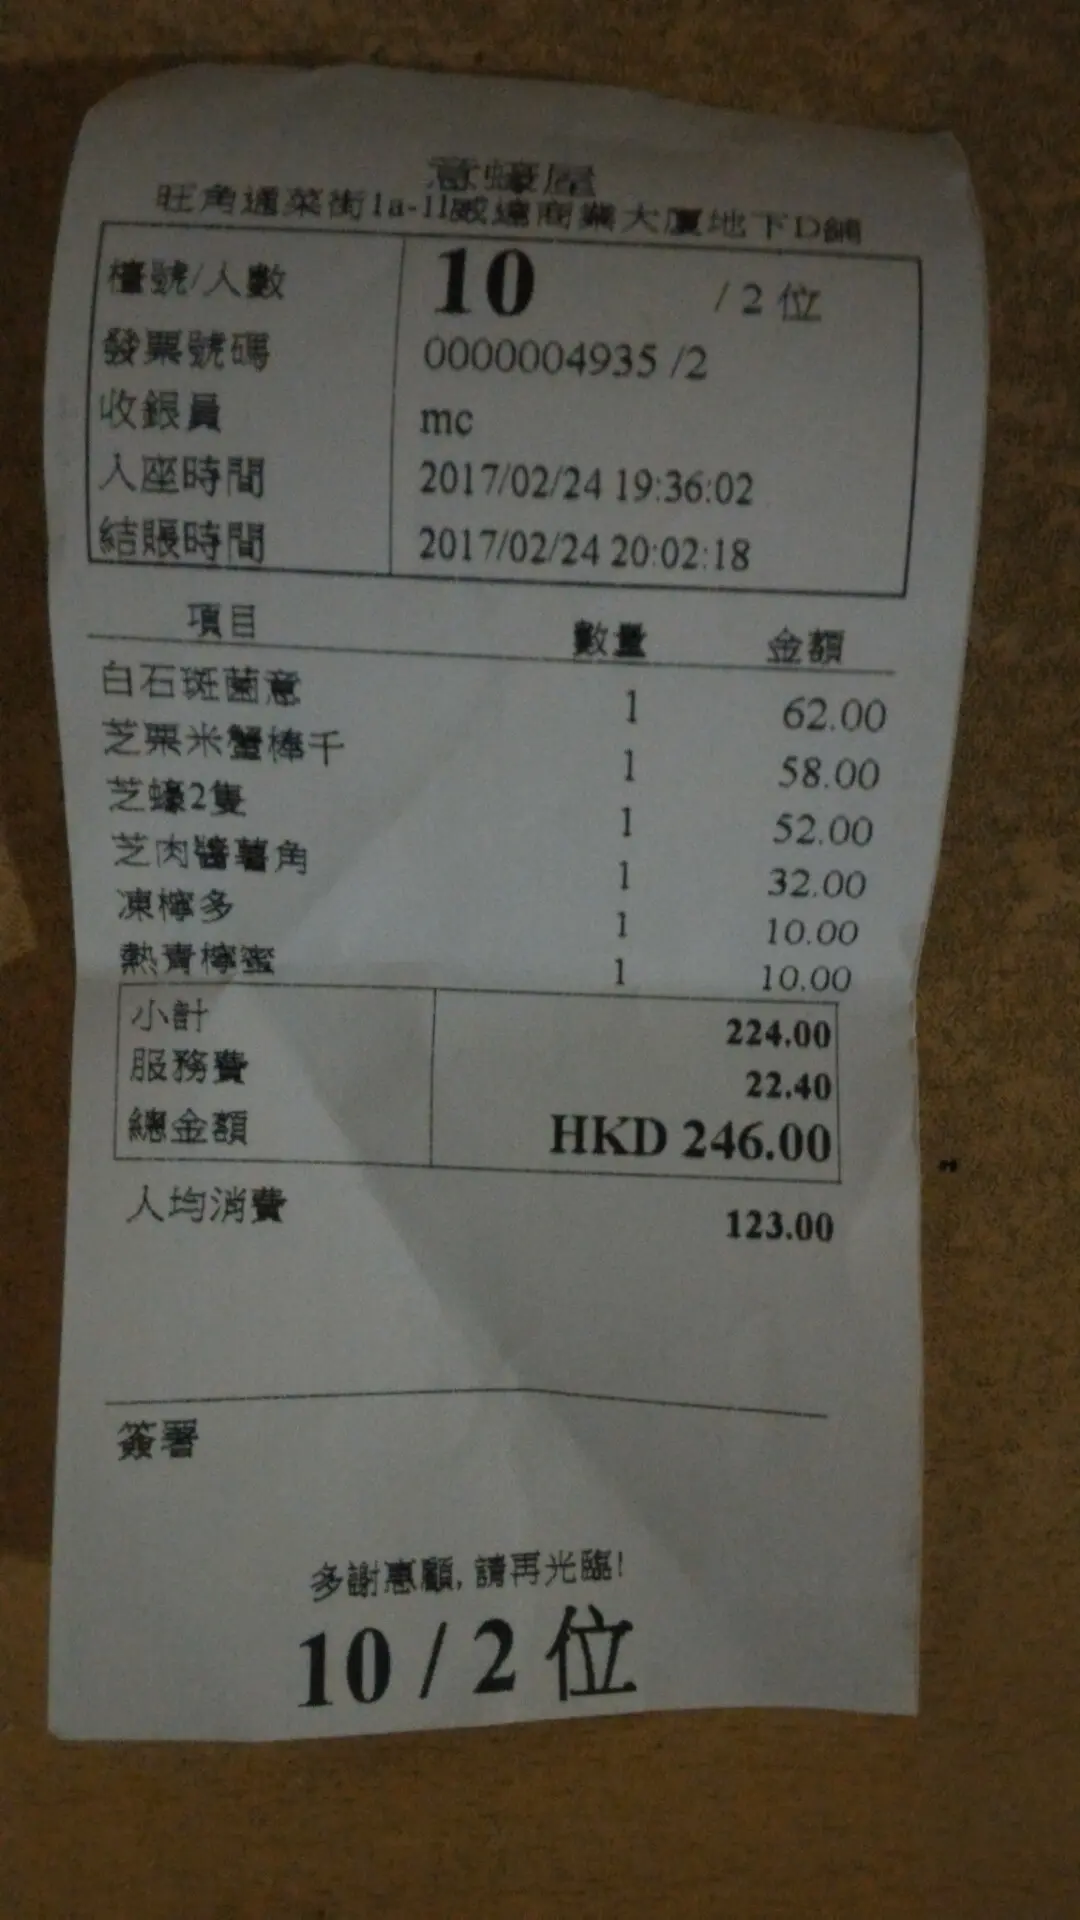 意蠔屋
旺角通菜街1a-1l威達商業大廈地下D鋪
檯號/人數 10 / 2 位
發票號碼 0000004935 /2
收銀員 mc
入座時間 2017/02/24 19:36:02
結賬時間 2017/02/24 20:02:18
項目 數量 金額
白石斑菌意 1 62.00
芝粟米蟹棒千 1 58.00
芝蠔2隻 1 52.00
芝肉醬薯角 1 32.00
凍檸多 1 10.00
熱青檸蜜 1 10.00
小計 224.00
服務費 22.40
總金額 HKD 246.00
人均消費 123.00
簽署
多謝惠顧, 請再光臨!
10 / 2 位